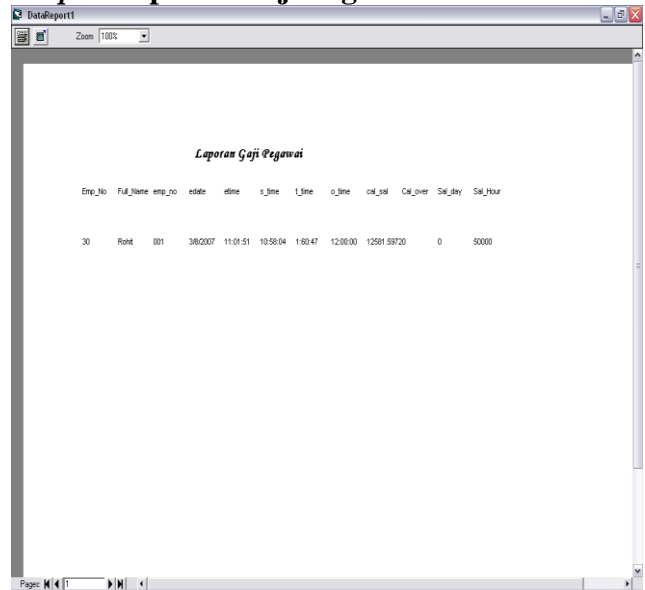 DataReport1
Zoom 100%
Laporan Gaji Pegawai
Emp_No Full_Name emp_no edate etime s_time t_time o_time cal_sal Cal_over Sal_day Sal_Hour
30 Rohit 001 3/8/2007 11:01:51 10:58:04 1:60:47 12:00:00 12581.59720 0 50000
Pages: 1